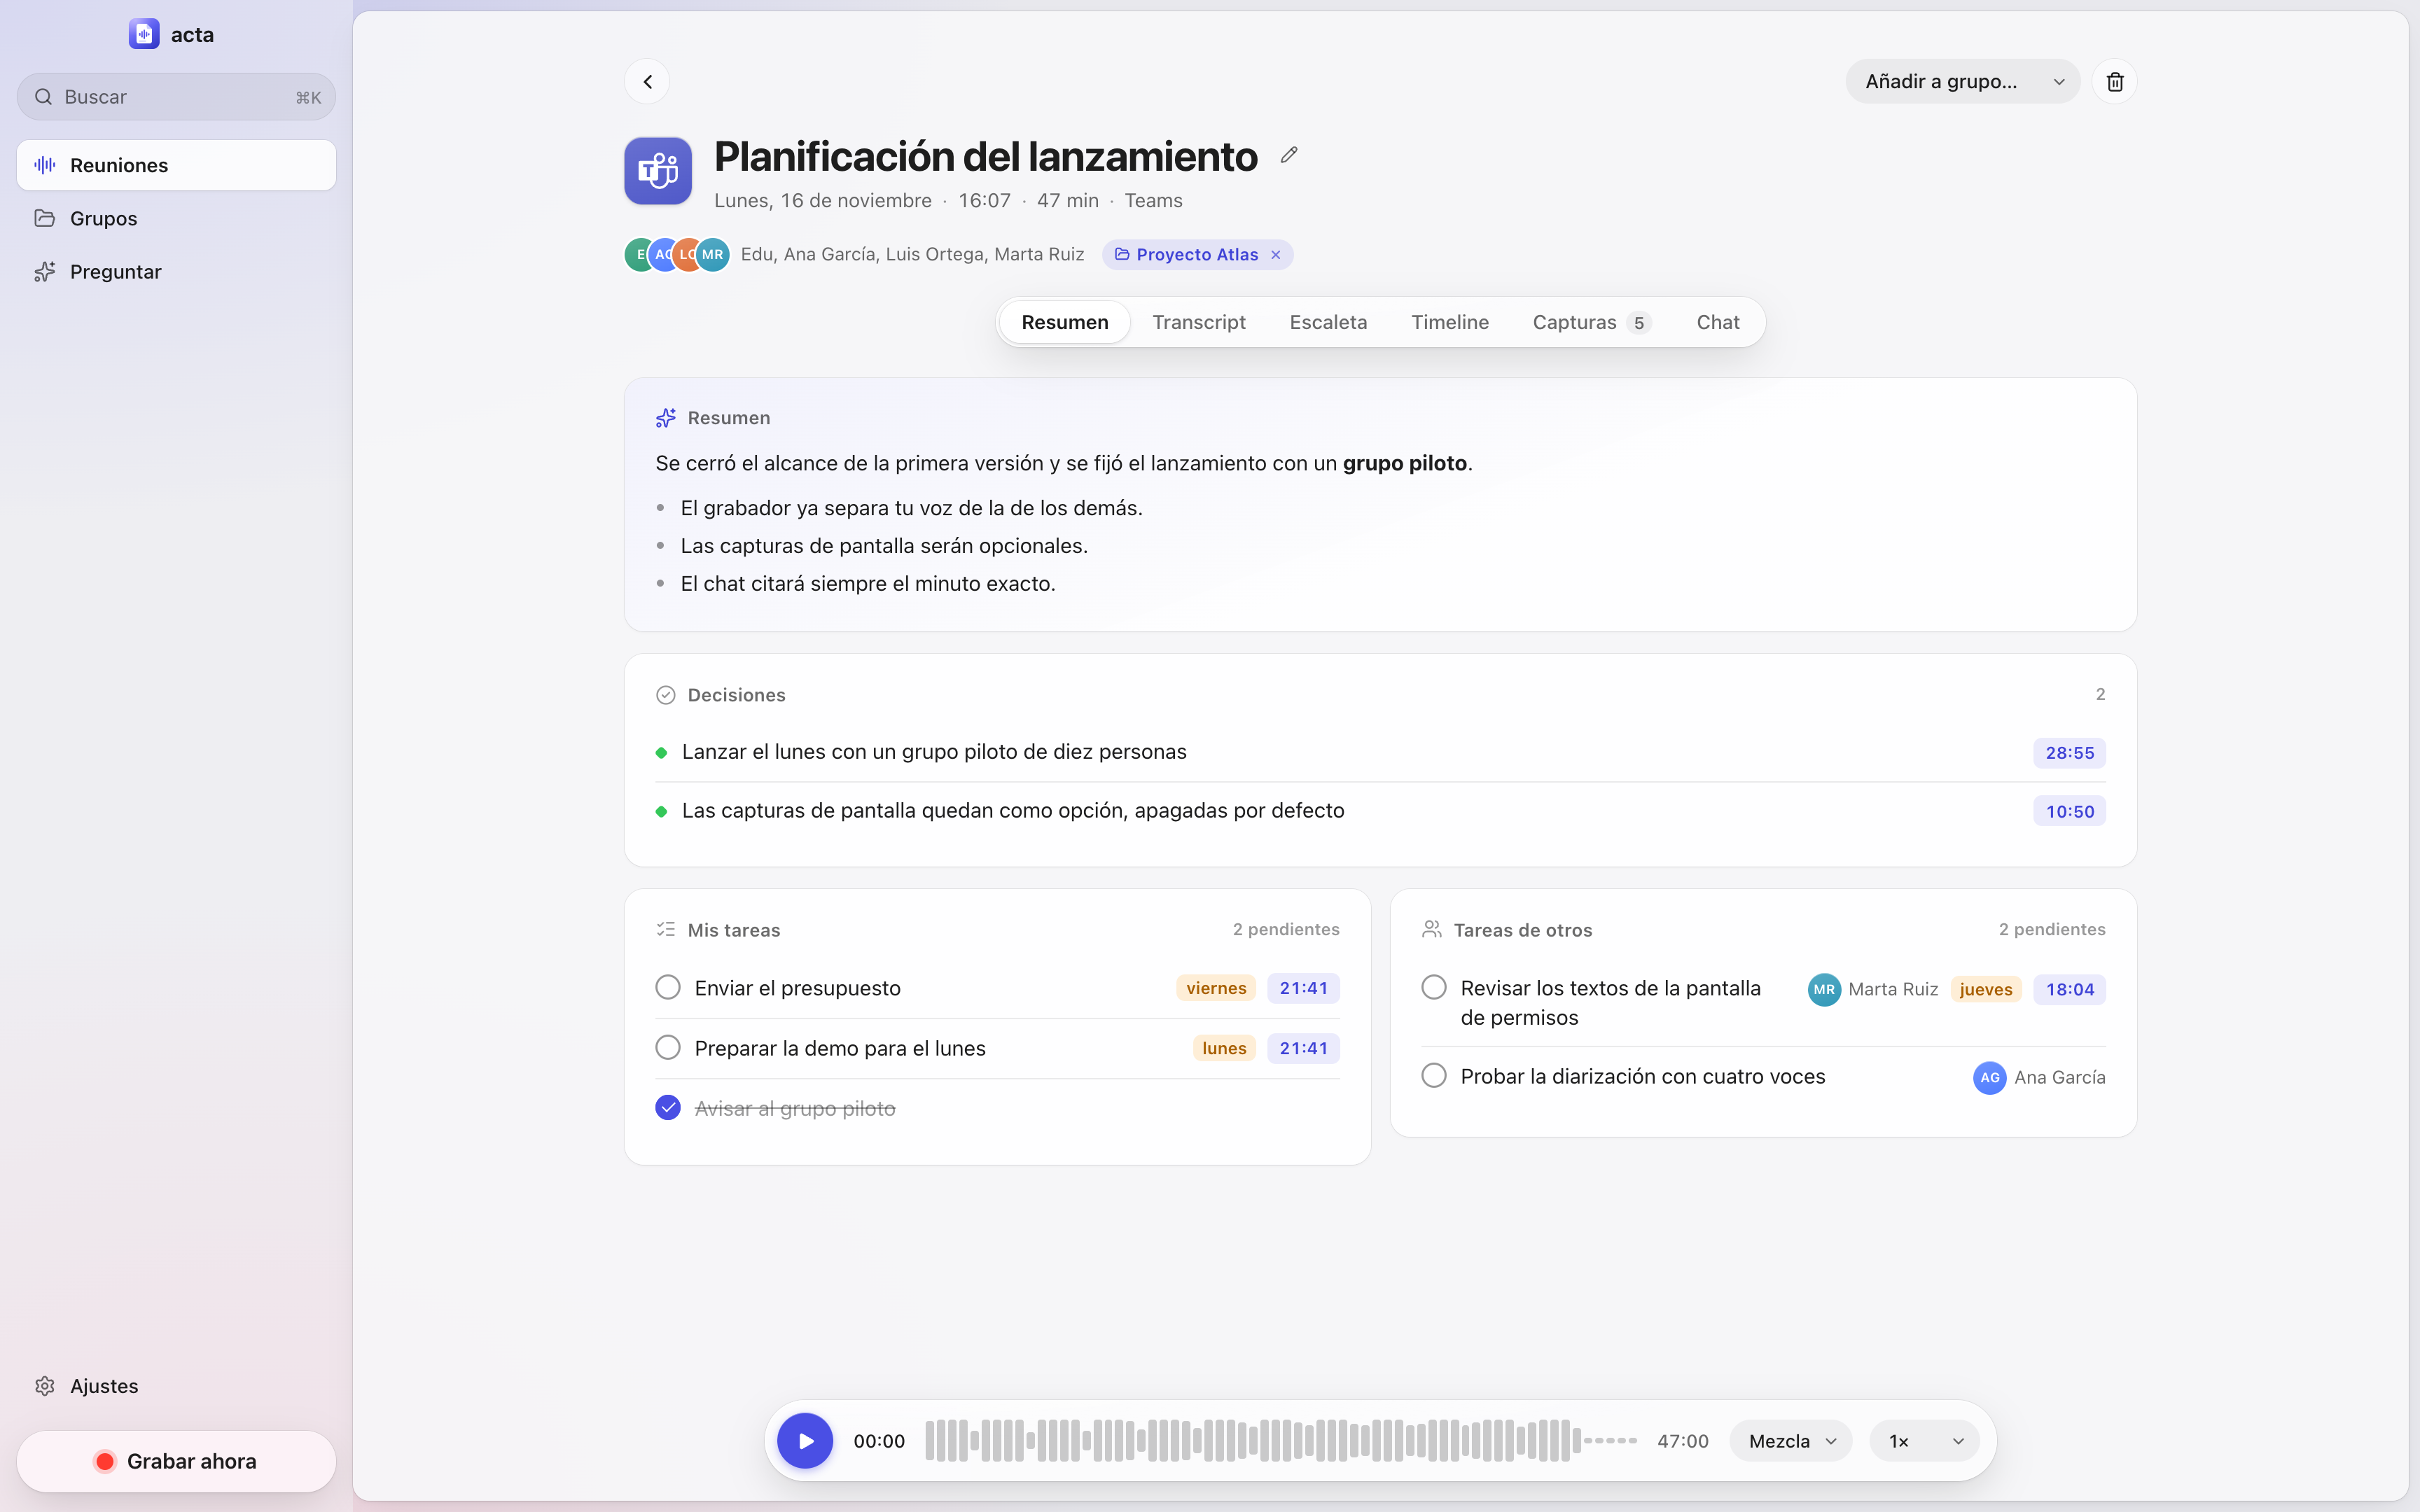 acta
Buscar ⌘K
Reuniones
Grupos
Preguntar
Ajustes
Grabar ahora
Añadir a grupo...
Planificación del lanzamiento
Lunes, 16 de noviembre · 16:07 · 47 min · Teams
E MR Edu, Ana García, Luis Ortega, Marta Ruiz Proyecto Atlas ×
Resumen Transcript Escaleta Timeline Capturas 5 Chat
Resumen
Se cerró el alcance de la primera versión y se fijó el lanzamiento con un grupo piloto.
• El grabador ya separa tu voz de la de los demás.
• Las capturas de pantalla serán opcionales.
• El chat citará siempre el minuto exacto.
Decisiones 2
Lanzar el lunes con un grupo piloto de diez personas 28:55
Las capturas de pantalla quedan como opción, apagadas por defecto 10:50
Mis tareas 2 pendientes
Enviar el presupuesto viernes 21:41
Preparar la demo para el lunes lunes 21:41
Avisar al grupo piloto
Tareas de otros 2 pendientes
Revisar los textos de la pantalla MR Marta Ruiz jueves 18:04
de permisos
Probar la diarización con cuatro voces AG Ana García
00:00 47:00 Mezcla 1×